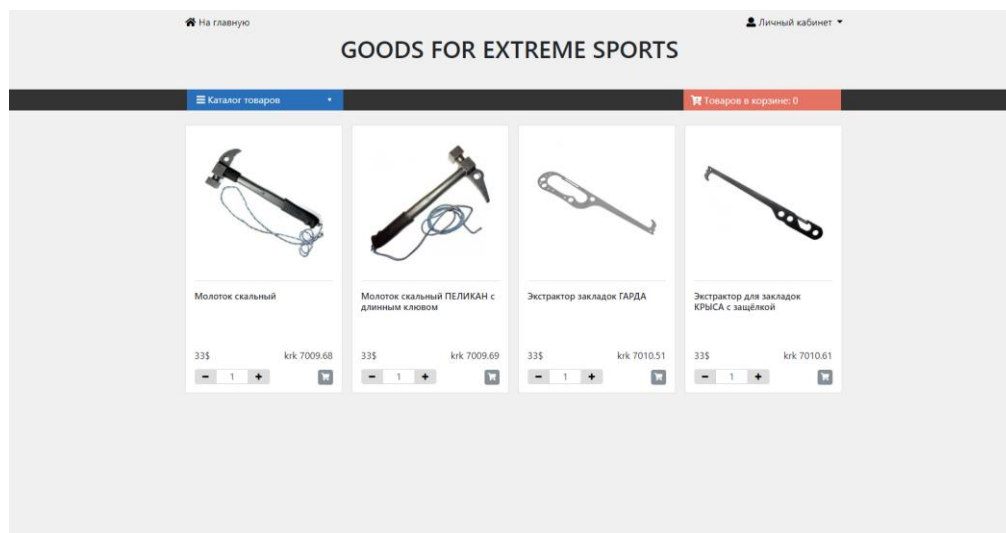 На главную
Личный кабинет
GOODS FOR EXTREME SPORTS
Каталог товаров
Товаров в корзине: 0
Молоток скальный
33$ krk 7009.68
1
Молоток скальный ПЕЛИКАН с
длинным клювом
33$ krk 7009.69
1
Экстрактор закладок ГАРДА
33$ krk 7010.51
1
Экстрактор для закладок
КРЫСА с защёлкой
33$ krk 7010.61
1